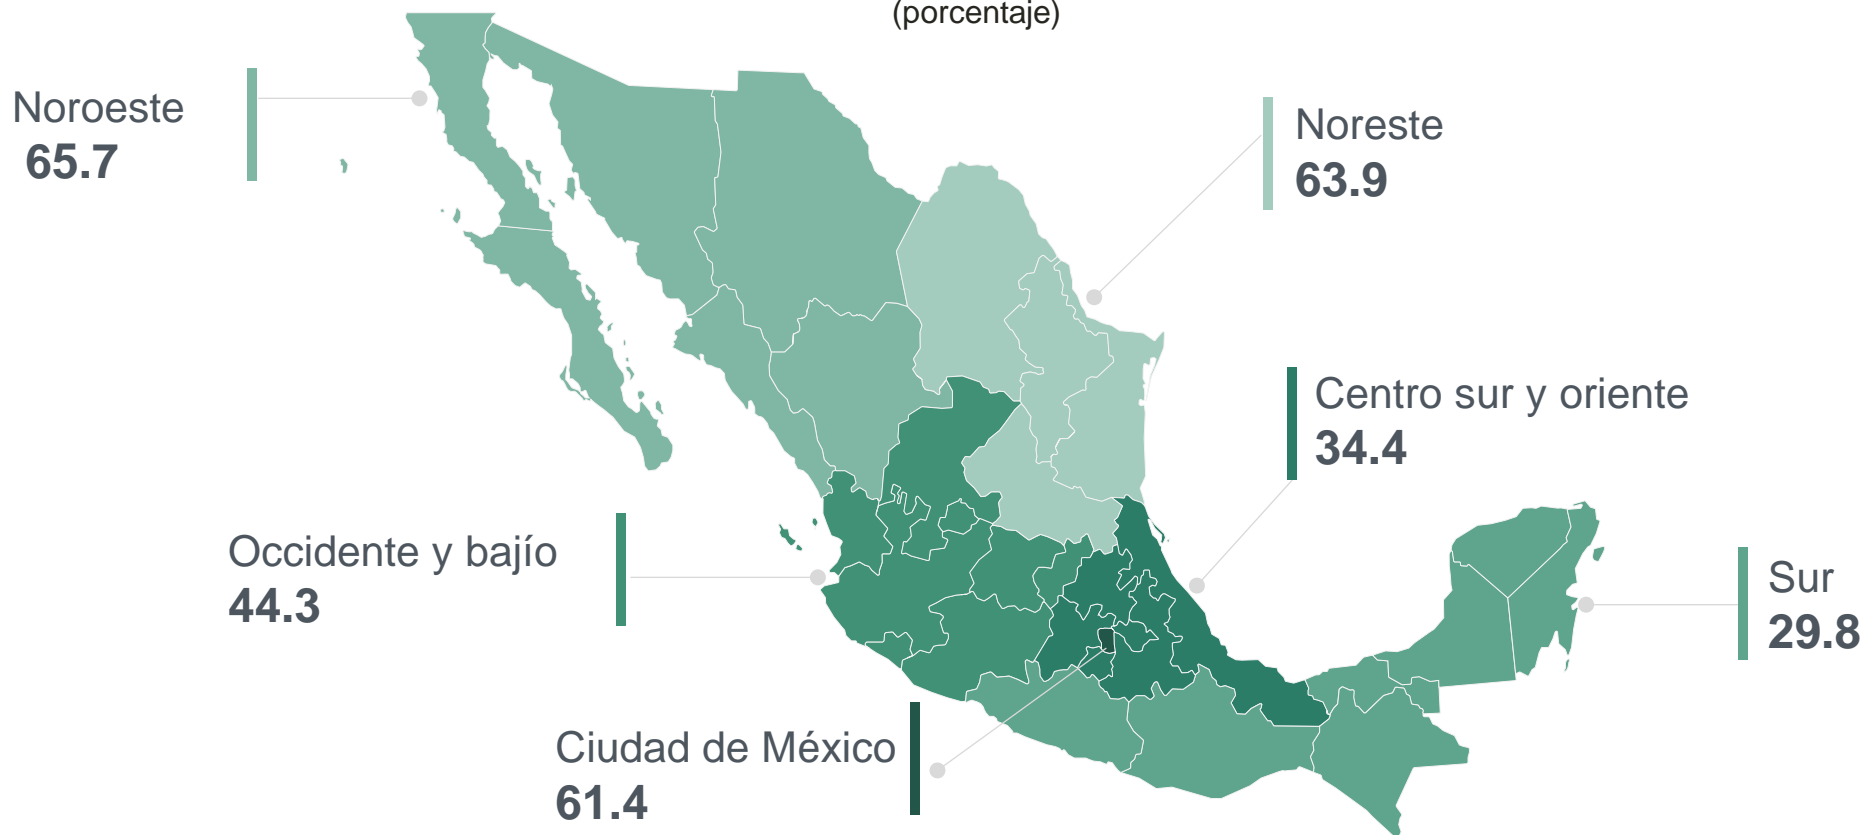 (porcentaje)
Noroeste
65.7
Noreste
63.9
Centro sur y oriente
34.4
Occidente y bajío
44.3
Sur
29.8
Ciudad de México
61.4